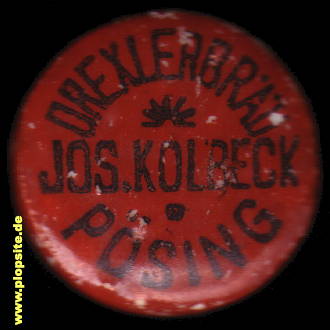 DREXLERBRÄU
JOS. KOLBECK
PÖSING
www.plopsite.de